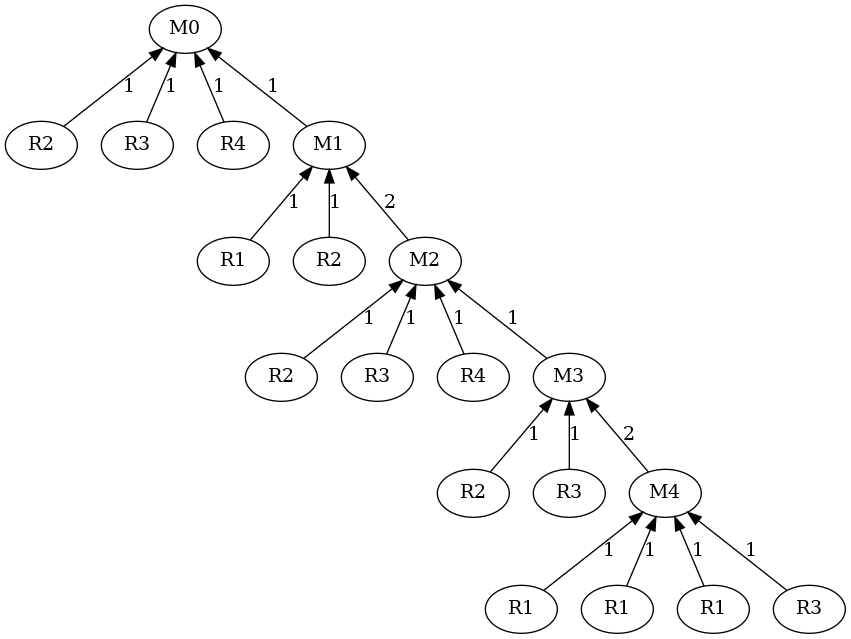 M0
1 1 1 1
R2 R3 R4 M1
1 1 2
R1 R2 M2
1 1 1 1
R2 R3 R4 M3
1 1 2
R2 R3 M4
1 1 1 1
R1 R1 R1 R3